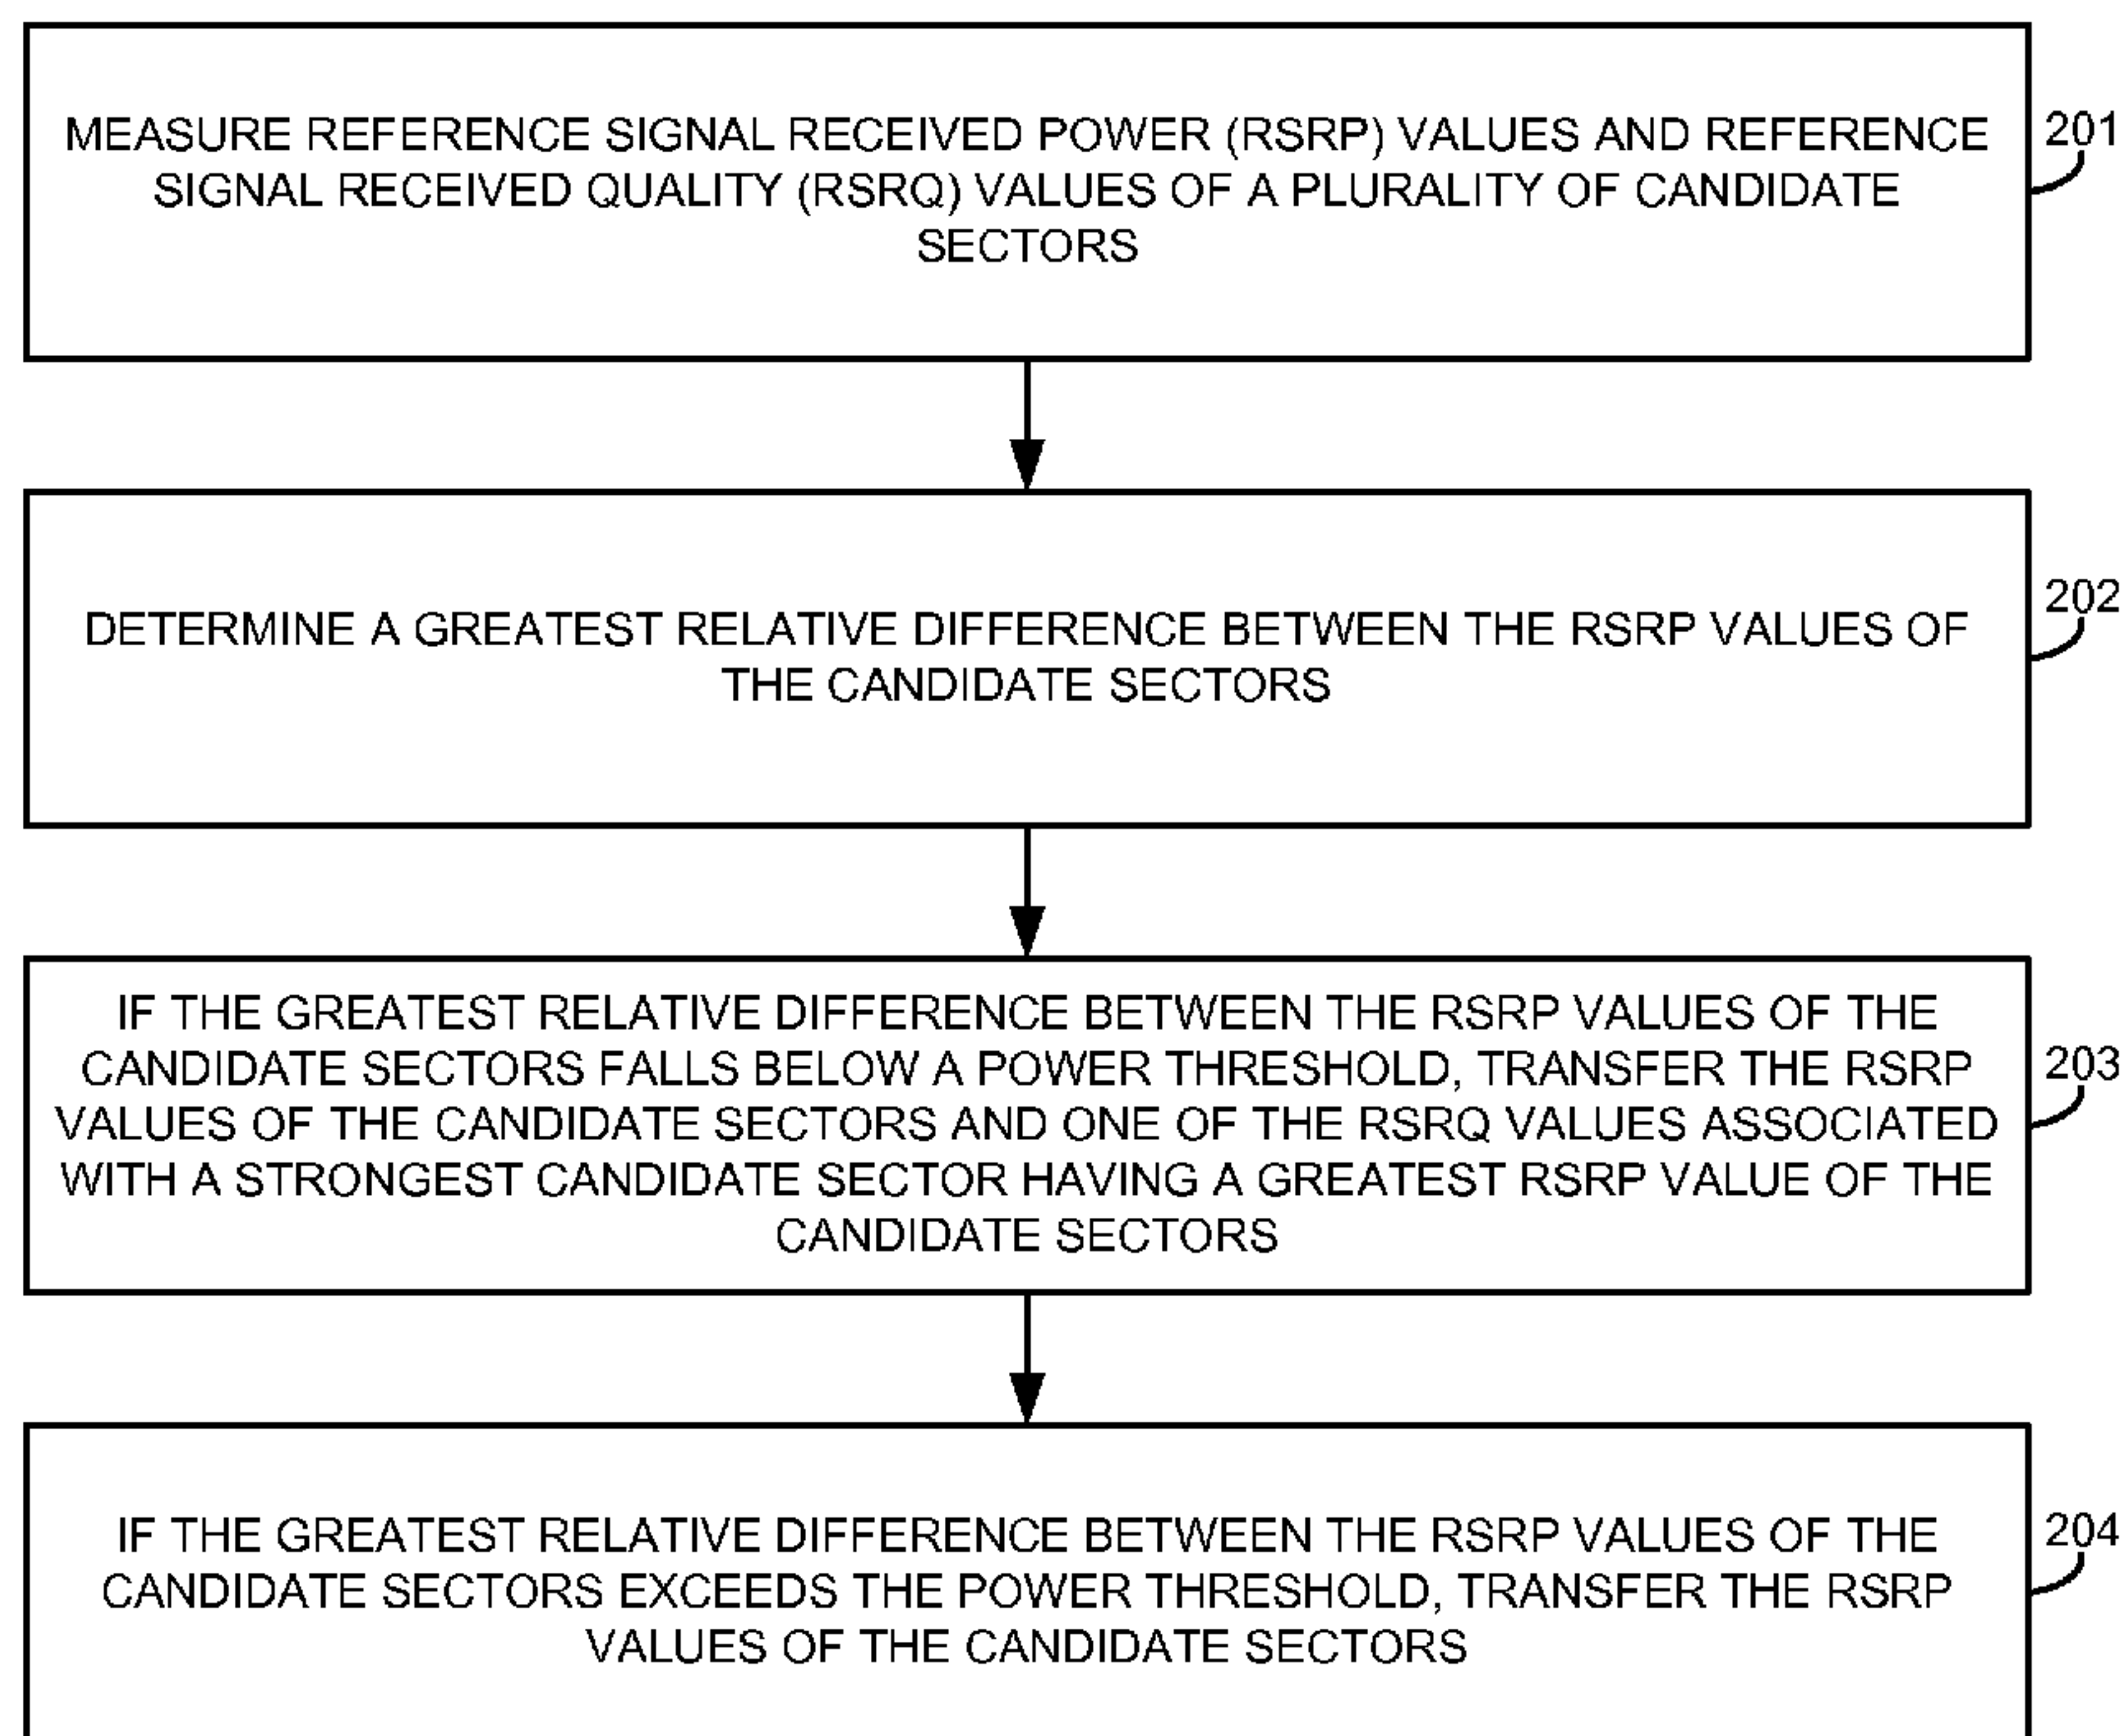 MEASURE REFERENCE SIGNAL RECEIVED POWER (RSRP) VALUES AND REFERENCE
SIGNAL RECEIVED QUALITY (RSRQ) VALUES OF A PLURALITY OF CANDIDATE
SECTORS
201
DETERMINE A GREATEST RELATIVE DIFFERENCE BETWEEN THE RSRP VALUES OF
THE CANDIDATE SECTORS
202
IF THE GREATEST RELATIVE DIFFERENCE BETWEEN THE RSRP VALUES OF THE
CANDIDATE SECTORS FALLS BELOW A POWER THRESHOLD, TRANSFER THE RSRP
VALUES OF THE CANDIDATE SECTORS AND ONE OF THE RSRQ VALUES ASSOCIATED
WITH A STRONGEST CANDIDATE SECTOR HAVING A GREATEST RSRP VALUE OF THE
CANDIDATE SECTORS
203
IF THE GREATEST RELATIVE DIFFERENCE BETWEEN THE RSRP VALUES OF THE
CANDIDATE SECTORS EXCEEDS THE POWER THRESHOLD, TRANSFER THE RSRP
VALUES OF THE CANDIDATE SECTORS
204